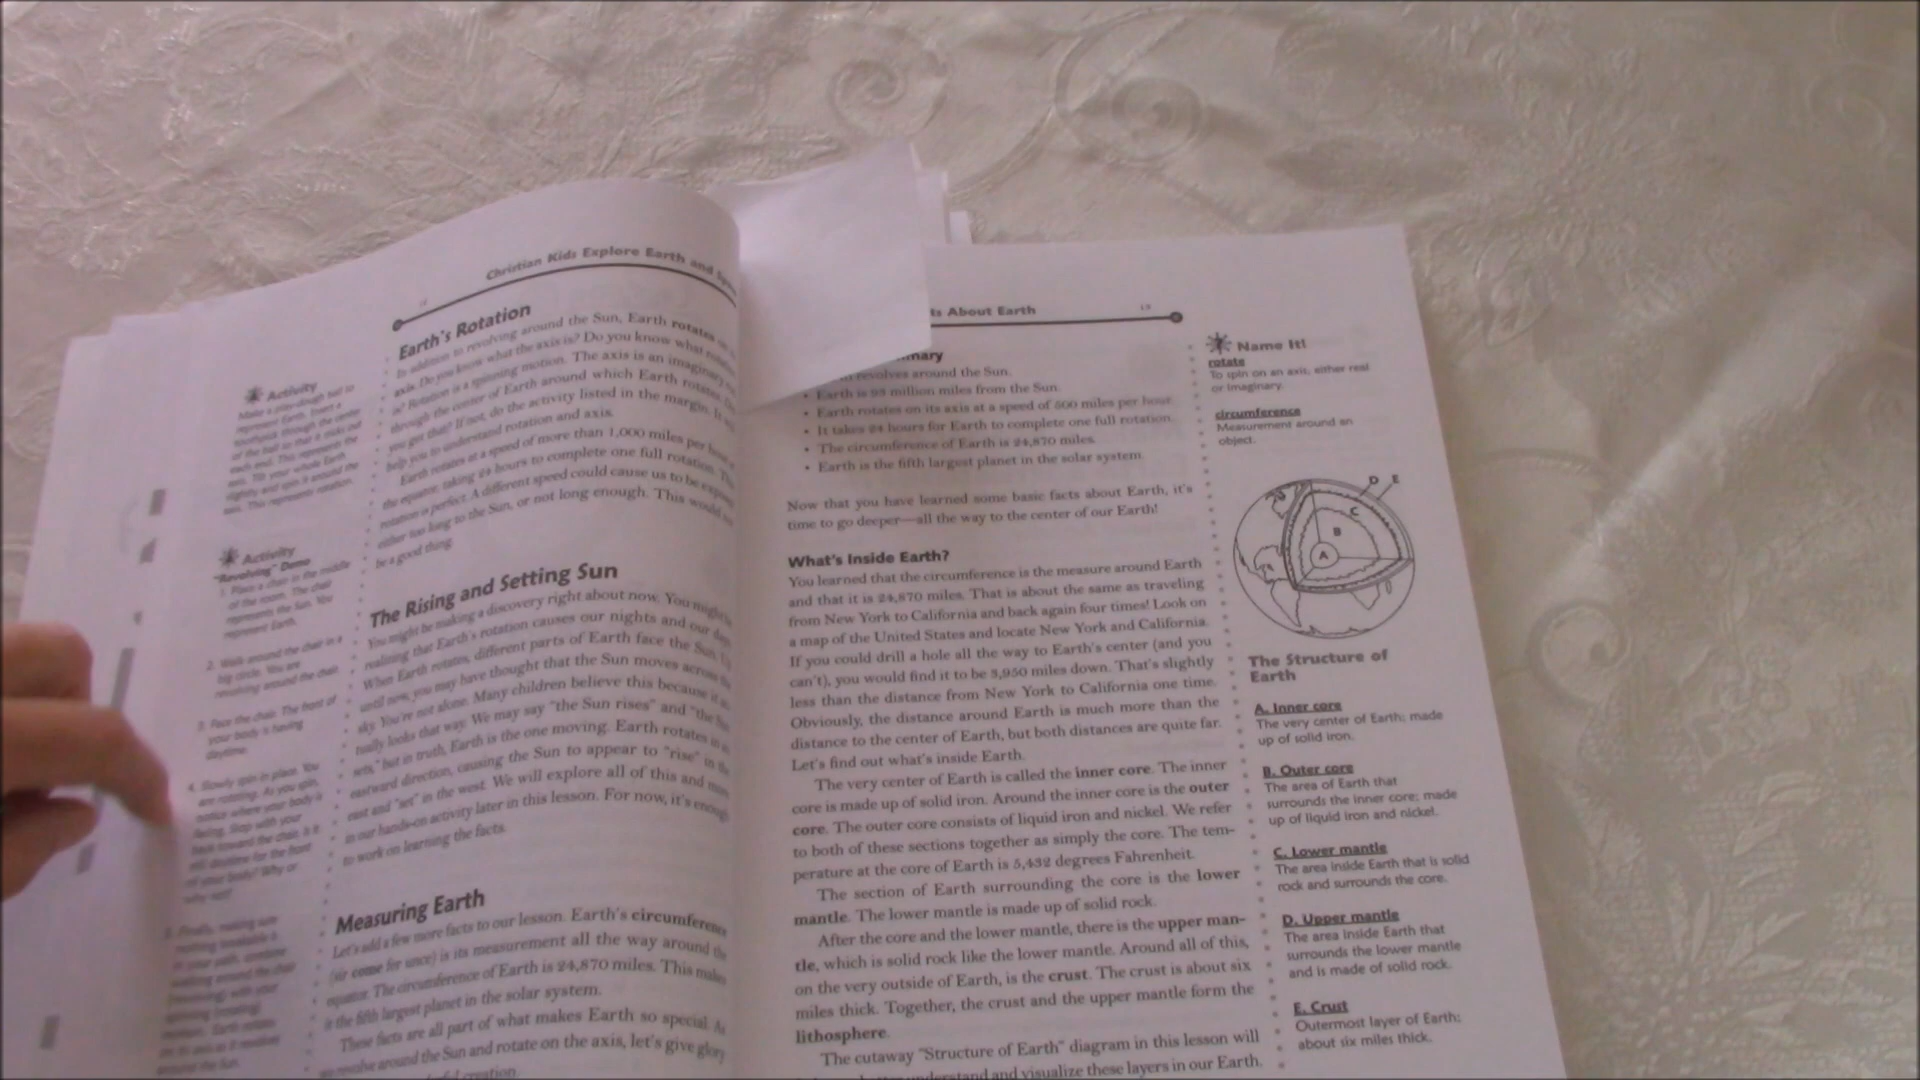 Christian Kids Explore Earth and
Earth's Rotation
In addition to revolving around the Sun, Earth rotates
axis. Do you know what the axis is? Do you know what
is? Rotation is a spinning motion. The axis is an imaginary
through the center of Earth around which Earth rotates.
you get that? If not, do the activity listed in the margin. It
help you to understand rotation and axis.
Earth rotates at a speed of more than 1,000 miles per
the equator, taking 24 hours to complete one full rotation.
rotation is perfect. A different speed could cause us to be
either too long to the Sun, or not long enough. This would
be a good thing.
The Rising and Setting Sun
You might be making a discovery right about now. You might
realizing that Earth's rotation causes our nights and our
When Earth rotates, different parts of Earth face the Sun.
until now, you may have thought that the Sun moves across
sky. You're not alone. Many children believe this because
really looks that way. We may say "the Sun rises" and "the
sets," but in truth, Earth is the one moving. Earth rotates in
eastward direction, causing the Sun to appear to "rise" in the
east and "set" in the west. We will explore all of this and more
in our hands-on activity later in this lesson. For now, it's enough
to work on learning the facts.
Measuring Earth
Let's add a few more facts to our lesson. Earth's circumference
(sir come for unce) is its measurement all the way around the
equator. The circumference of Earth is 24,870 miles. This
is the fifth largest planet in the solar system.
These facts are all part of what makes Earth so special. As
we revolve around the Sun and rotate on the axis, let's give glory
creation.
Activity
Make a play-dough ball to
represent Earth. Insert a
toothpick through the center
of the ball so that it sticks out
each end. This represents the
axis. Tilt your whole Earth
slightly and spin it around the
axis. This represents rotation.
Activity
"Revolving" Demo
1. Place a chair in the middle
of the room. The chair
represents the Sun. You
represent Earth.
2. Walk around the chair in a
big circle. You are
revolving around the chair.
3. Face the chair. The front of
your body is having
daytime.
4. Slowly spin in place. You
are rotating. As you spin,
notice where your body is
facing. Stop with your
back toward the chair. Is it
still daytime for the front
of your body? Why or
why not?
ts About Earth
mary
revolves around the Sun.
• Earth is 93 million miles from the Sun.
• Earth rotates on its axis at a speed of 500 miles per hour.
• It takes 24 hours for Earth to complete one full rotation.
• The circumference of Earth is 24,870 miles.
• Earth is the fifth largest planet in the solar system.
Now that you have learned some basic facts about Earth, it's
time to go deeper—all the way to the center of our Earth!
What's Inside Earth?
You learned that the circumference is the measure around Earth
and that it is 24,870 miles. That is about the same as traveling
from New York to California and back again four times! Look on
a map of the United States and locate New York and California.
If you could drill a hole all the way to Earth's center (and you
can't), you would find it to be 3,950 miles down. That's slightly
less than the distance from New York to California one time.
Obviously, the distance around Earth is much more than the
distance to the center of Earth, but both distances are quite far.
Let's find out what's inside Earth.
The very center of Earth is called the inner core. The inner
core is made up of solid iron. Around the inner core is the outer
core. The outer core consists of liquid iron and nickel. We refer
to both of these sections together as simply the core. The tem-
perature at the core of Earth is 5,432 degrees Fahrenheit.
The section of Earth surrounding the core is the lower
mantle. The lower mantle is made up of solid rock.
After the core and the lower mantle, there is the upper man-
tle, which is solid rock like the lower mantle. Around all of this,
on the very outside of Earth, is the crust. The crust is about six
miles thick. Together, the crust and the upper mantle form the
lithosphere.
The cutaway "Structure of Earth" diagram in this lesson will
understand and visualize these layers in our Earth.
Name It!
rotate
To spin on an axis, either real
or imaginary.
circumference
Measurement around an
object.
D E
C
B
A
The Structure of
Earth
A. Inner core
The very center of Earth; made
up of solid iron.
B. Outer core
The area of Earth that
surrounds the inner core; made
up of liquid iron and nickel.
C. Lower mantle
The area inside Earth that is solid
rock and surrounds the core.
D. Upper mantle
The area inside Earth that
surrounds the lower mantle
and is made of solid rock.
E. Crust
Outermost layer of Earth;
about six miles thick.